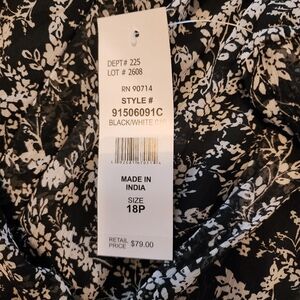 DEPT# 225
LOT # 2608
RN 90714
STYLE #
91506091C
BLACK/WHITE
MADE IN
INDIA
SIZE
18P
RETAIL
PRICE $79.00